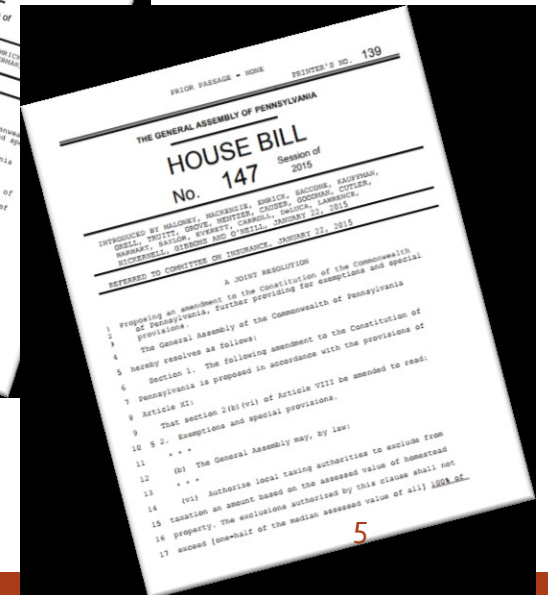 of
PRIOR PASSAGE - NONE
PRINTER'S NO. 139
THE GENERAL ASSEMBLY OF PENNSYLVANIA
HOUSE BILL
No. 147 Session of
2015
INTRODUCED BY MALONEY, MACKENZIE, EMRICK, SACCONE, KAUFFMAN,
GRELL, TRUITT, GROVE, MENTZER, CAUSER, GOODMAN, CUTLER,
BARRAR, SAYLOR, EVERETT, CARROLL, DeLUCA, LAWRENCE,
HICKERNELL, GIBBONS AND O'NEILL, JANUARY 22, 2015
REFERRED TO COMMITTEE ON INSURANCE, JANUARY 22, 2015
A JOINT RESOLUTION
1 Proposing an amendment to the Constitution of the Commonwealth
2 of Pennsylvania, further providing for exemptions and special
3 provisions.
4 The General Assembly of the Commonwealth of Pennsylvania
5 hereby resolves as follows:
6 Section 1. The following amendment to the Constitution of
7 Pennsylvania is proposed in accordance with the provisions of
8 Article XI:
9 That section 2(b)(vi) of Article VIII be amended to read:
10 § 2. Exemptions and special provisions.
11 * * *
12 (b) The General Assembly may, by law:
13 * * *
14 (vi) Authorize local taxing authorities to exclude from
15 taxation an amount based on the assessed value of homestead
16 property. The exclusions authorized by this clause shall not
17 exceed [one-half of the median assessed value of all] 100% of
5